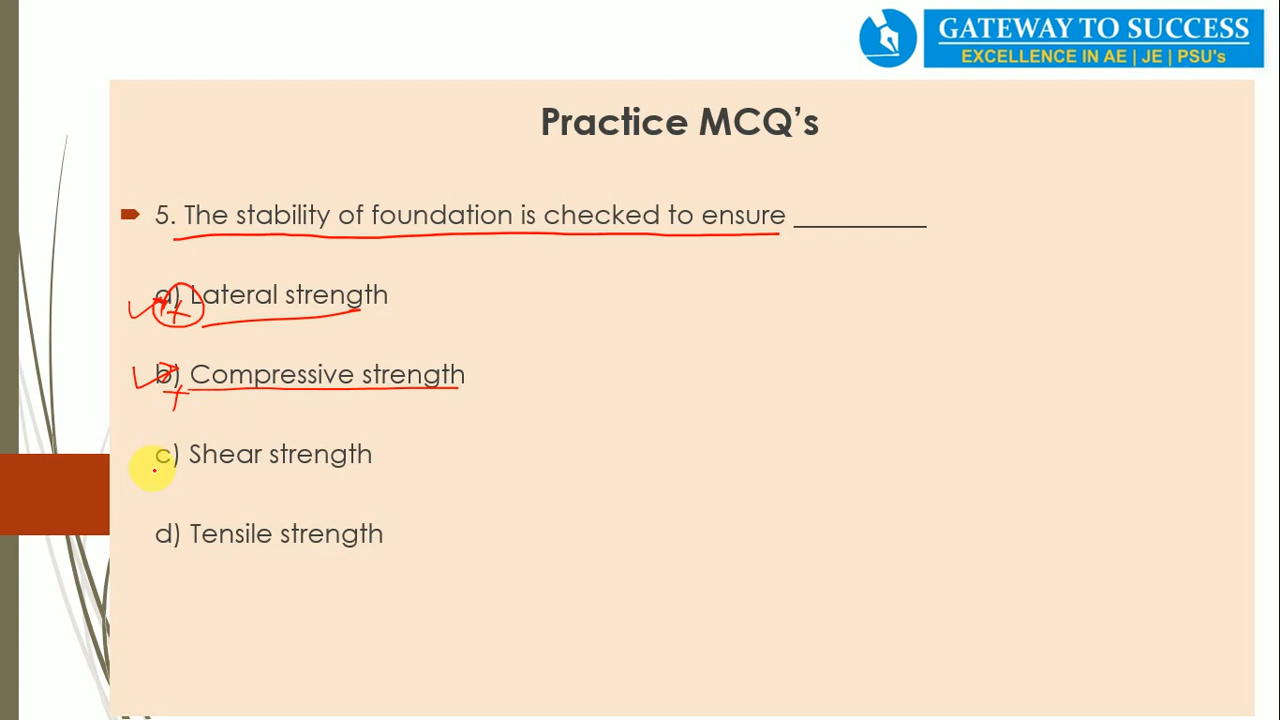 GATEWAY TO SUCCESS
EXCELLENCE IN AE | JE | PSU's
Practice MCQ’s
5. The stability of foundation is checked to ensure __________
a) Lateral strength
b) Compressive strength
c) Shear strength
d) Tensile strength